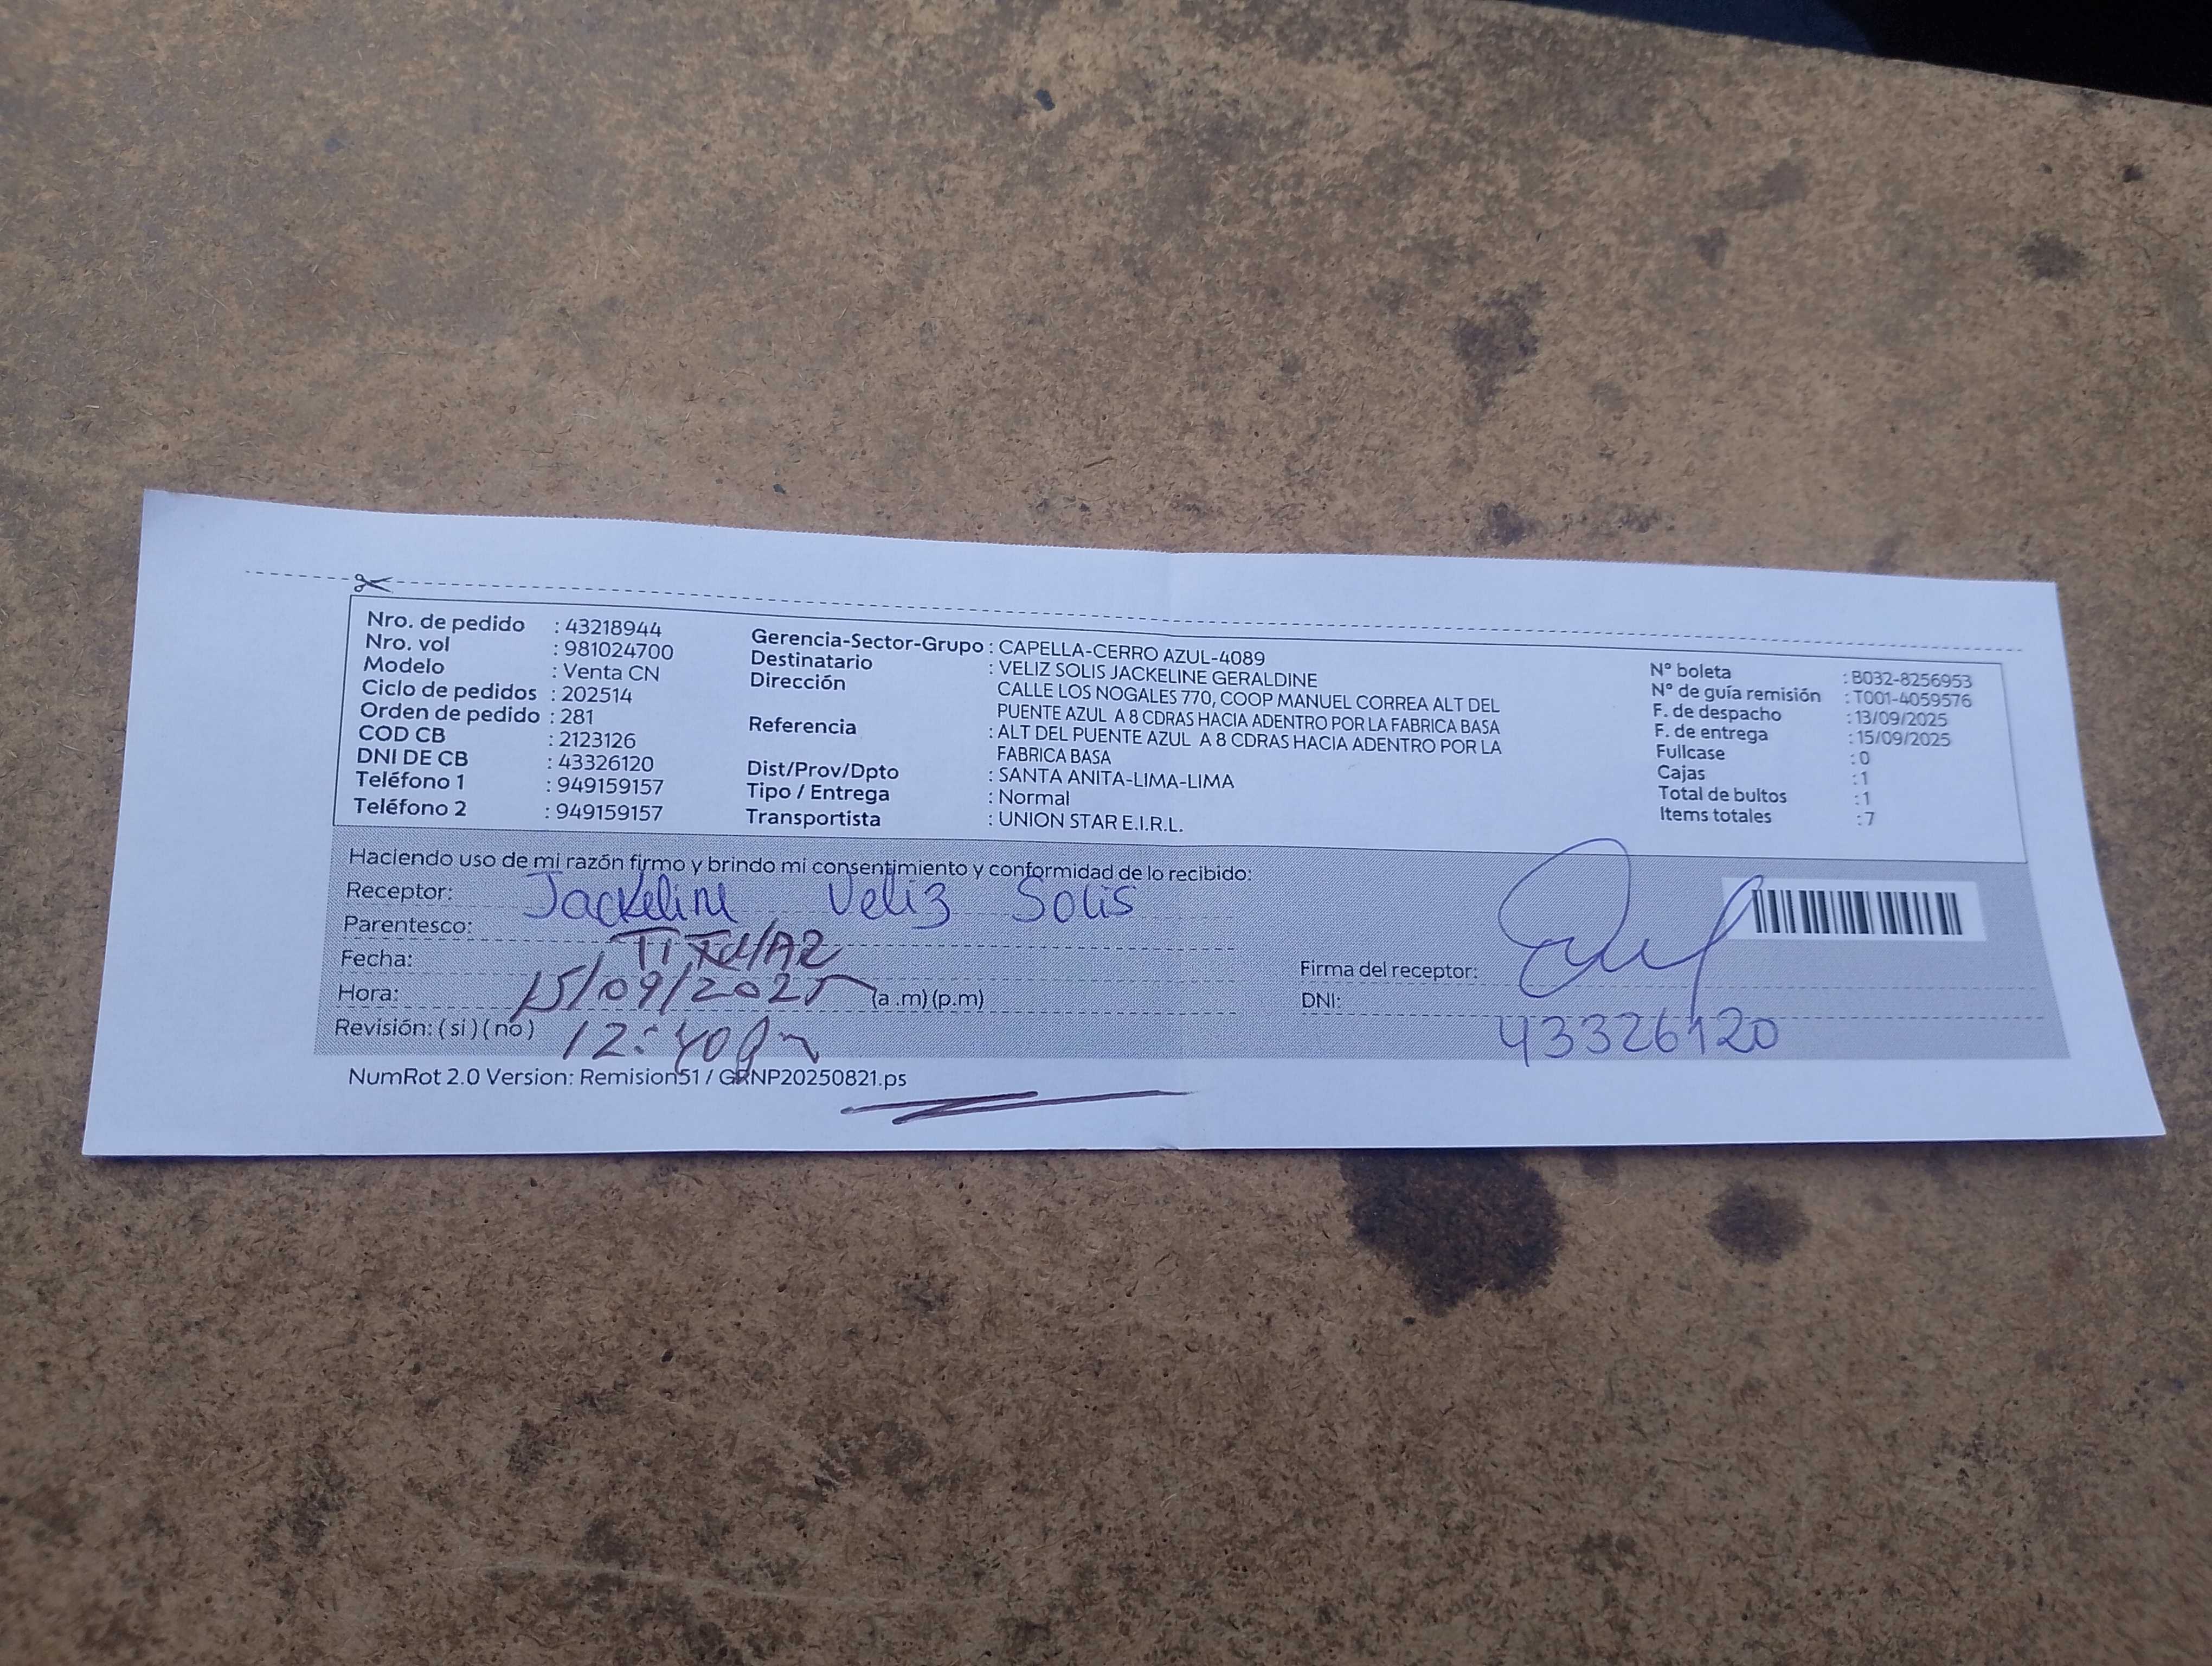 Nro. de pedido : 43218944
Nro. vol : 981024700
Modelo : Venta CN
Ciclo de pedidos : 202514
Orden de pedido : 281
COD CB : 2123126
DNI DE CB : 43326120
Teléfono 1 : 949159157
Teléfono 2 : 949159157
Gerencia-Sector-Grupo : CAPELLA-CERRO AZUL-4089
Destinatario : VELIZ SOLIS JACKELINE GERALDINE
Dirección CALLE LOS NOGALES 770, COOP MANUEL CORREA ALT DEL
PUENTE AZUL A 8 CDRAS HACIA ADENTRO POR LA FABRICA BASA
Referencia : ALT DEL PUENTE AZUL A 8 CDRAS HACIA ADENTRO POR LA
FABRICA BASA
Dist/Prov/Dpto : SANTA ANITA-LIMA-LIMA
Tipo / Entrega : Normal
Transportista : UNION STAR E.I.R.L.
N° boleta : B032-8256953
N° de guía remisión : T001-4059576
F. de despacho : 13/09/2025
F. de entrega : 15/09/2025
Fullcase : 0
Cajas : 1
Total de bultos : 1
Items totales : 7
Haciendo uso de mi razón firmo y brindo mi consentimiento y conformidad de lo recibido:
Receptor: Jackeline Veliz Solis
Parentesco: TITULAR
Fecha: 15/09/2025
Hora: 12:40 pm (a .m) (p.m)
Revisión: ( si ) ( no )
Firma del receptor:
DNI: 43326120
NumRot 2.0 Version: Remision51 / GRNP20250821.ps